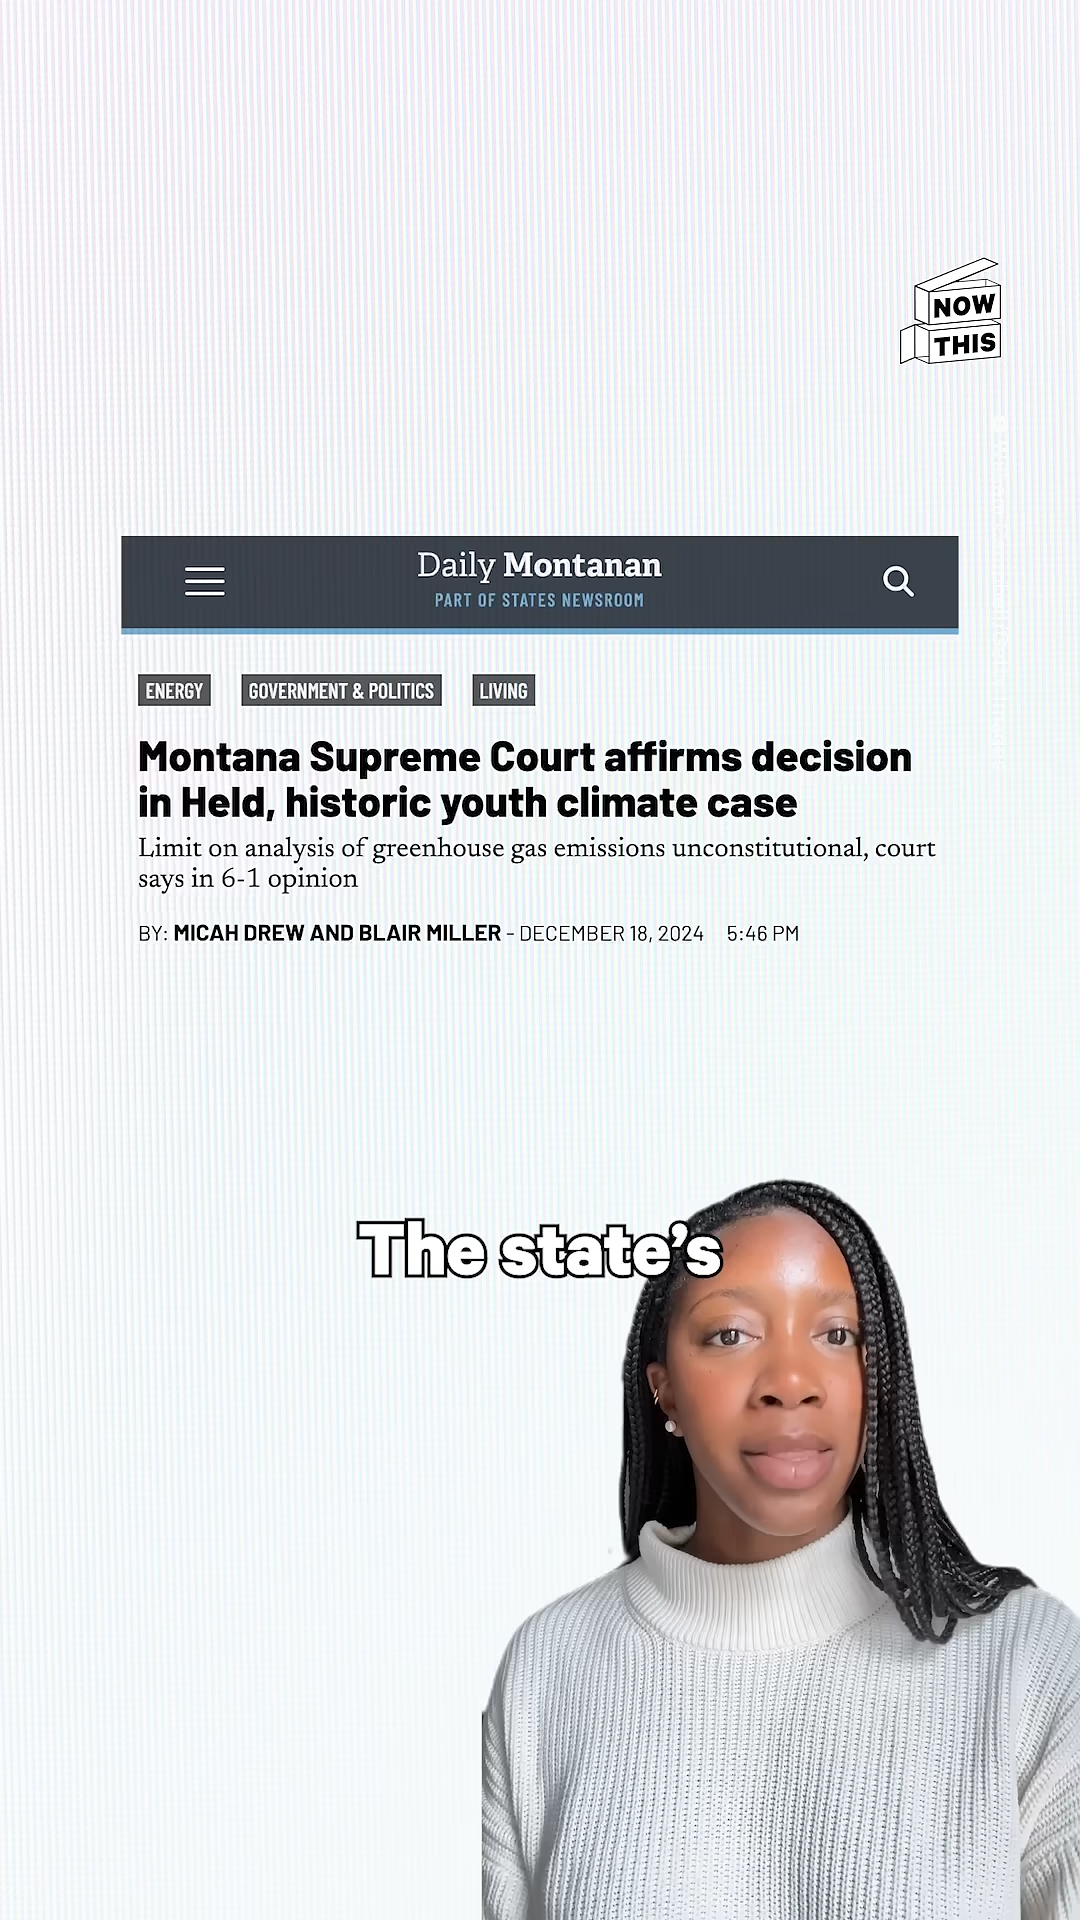 NOW
THIS
Daily Montanan
PART OF STATES NEWSROOM
ENERGY GOVERNMENT & POLITICS LIVING
Montana Supreme Court affirms decision
in Held, historic youth climate case
Limit on analysis of greenhouse gas emissions unconstitutional, court
says in 6-1 opinion
BY: MICAH DREW AND BLAIR MILLER - DECEMBER 18, 2024 5:46 PM
The state's